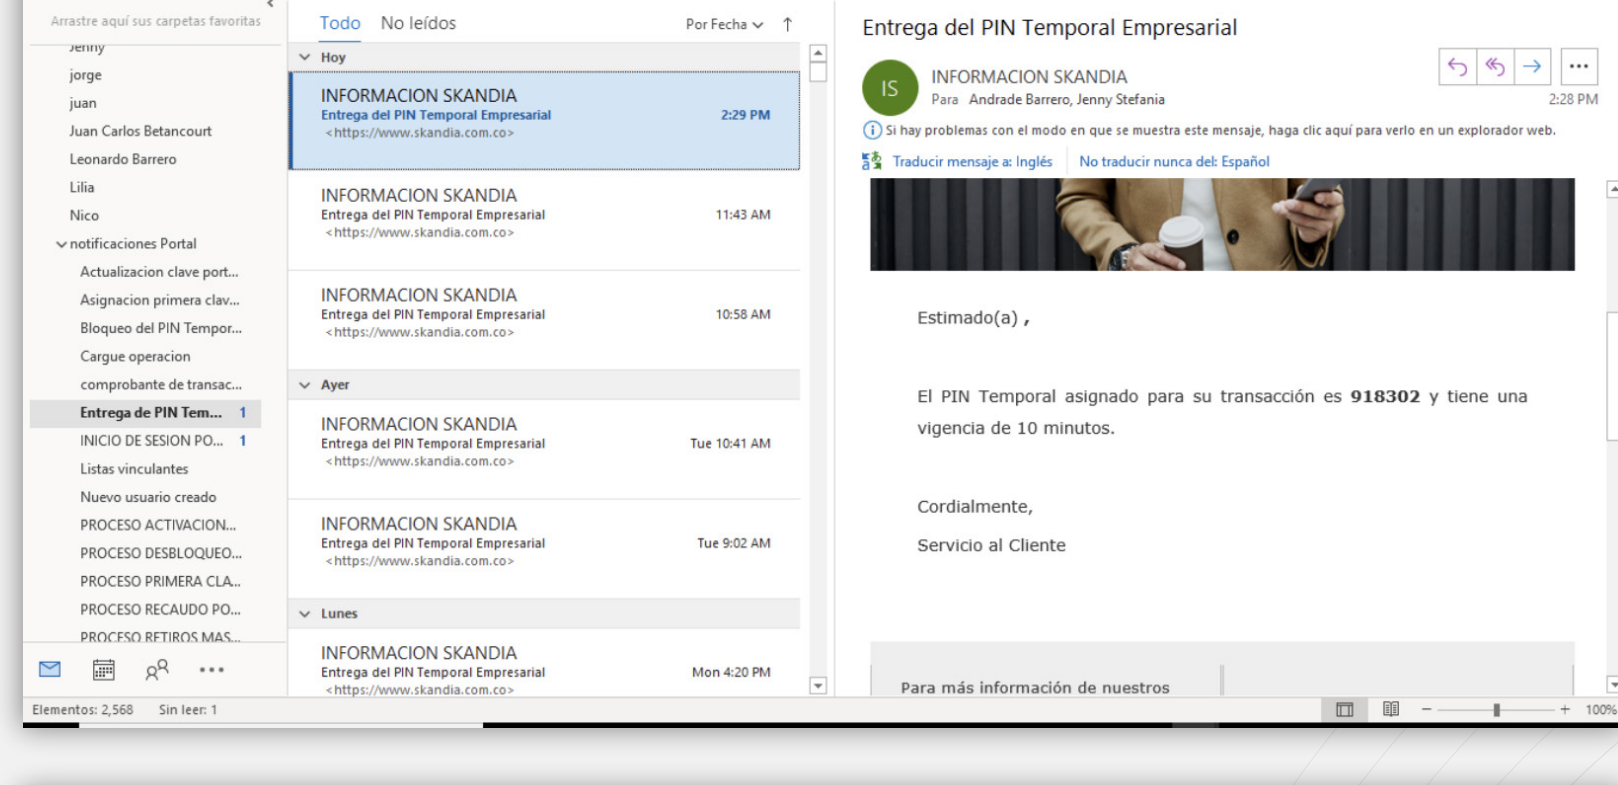 Arrastre aquí sus carpetas favoritas
Jenny
jorge
juan
Juan Carlos Betancourt
Leonardo Barrero
Lilia
Nico
notificaciones Portal
Actualizacion clave port...
Asignacion primera clav...
Bloqueo del PIN Tempor...
Cargue operacion
comprobante de transac...
Entrega de PIN Tem... 1
INICIO DE SESION PO... 1
Listas vinculantes
Nuevo usuario creado
PROCESO ACTIVACION...
PROCESO DESBLOQUEO...
PROCESO PRIMERA CLA...
PROCESO RECAUDO PO...
PROCESO RETIROS MAS...
Elementos: 2,568 Sin leer: 1
Todo No leídos Por Fecha
Hoy
INFORMACION SKANDIA
Entrega del PIN Temporal Empresarial 2:29 PM
<https://www.skandia.com.co>
INFORMACION SKANDIA
Entrega del PIN Temporal Empresarial 11:43 AM
<https://www.skandia.com.co>
INFORMACION SKANDIA
Entrega del PIN Temporal Empresarial 10:58 AM
<https://www.skandia.com.co>
Ayer
INFORMACION SKANDIA
Entrega del PIN Temporal Empresarial Tue 10:41 AM
<https://www.skandia.com.co>
INFORMACION SKANDIA
Entrega del PIN Temporal Empresarial Tue 9:02 AM
<https://www.skandia.com.co>
Lunes
INFORMACION SKANDIA
Entrega del PIN Temporal Empresarial Mon 4:20 PM
<https://www.skandia.com.co>
Entrega del PIN Temporal Empresarial
IS
INFORMACION SKANDIA
Para Andrade Barrero, Jenny Stefania 2:28 PM
Si hay problemas con el modo en que se muestra este mensaje, haga clic aquí para verlo en un explorador web.
Traducir mensaje a: Inglés No traducir nunca del: Español
Estimado(a) ,
El PIN Temporal asignado para su transacción es 918302 y tiene una
vigencia de 10 minutos.
Cordialmente,
Servicio al Cliente
Para más información de nuestros
100%